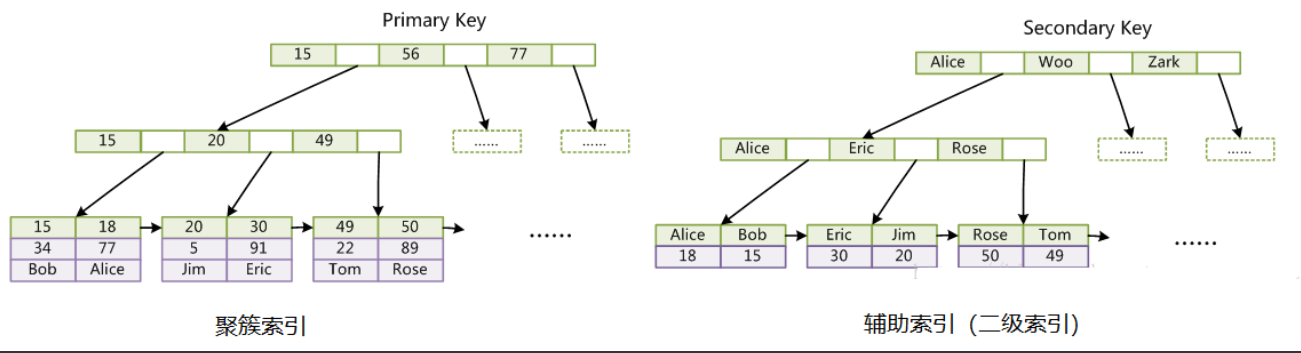 Primary Key
15 56 77
15 20 49
...... ......
15 18 20 30 49 50
34 77 5 91 22 89
Bob Alice Jim Eric Tom Rose
......
聚簇索引
Secondary Key
Alice Woo Zark
Alice Eric Rose
...... ......
Alice Bob Eric Jim Rose Tom
18 15 30 20 50 49
......
辅助索引 (二级索引)